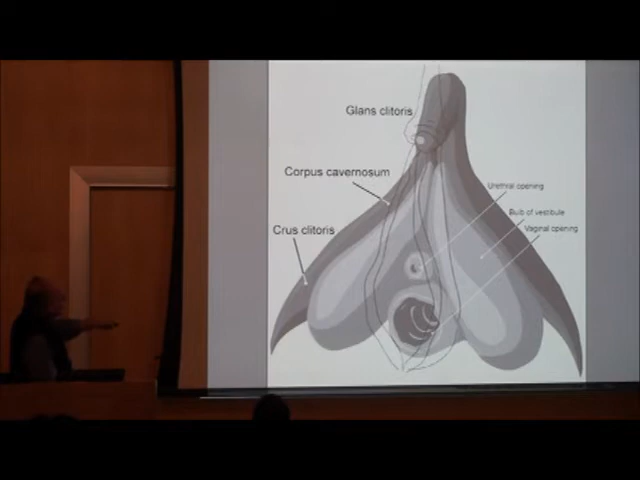 Glans clitoris
Corpus cavernosum
Urethral opening
Bulb of vestibule
Vaginal opening
Crus clitoris